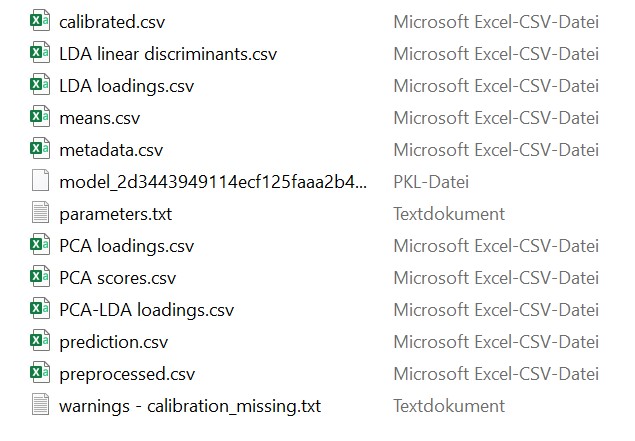 calibrated.csv Microsoft Excel-CSV-Datei
LDA linear discriminants.csv Microsoft Excel-CSV-Datei
LDA loadings.csv Microsoft Excel-CSV-Datei
means.csv Microsoft Excel-CSV-Datei
metadata.csv Microsoft Excel-CSV-Datei
model_2d3443949114ecf125faaa2b4... PKL-Datei
parameters.txt Textdokument
PCA loadings.csv Microsoft Excel-CSV-Datei
PCA scores.csv Microsoft Excel-CSV-Datei
PCA-LDA loadings.csv Microsoft Excel-CSV-Datei
prediction.csv Microsoft Excel-CSV-Datei
preprocessed.csv Microsoft Excel-CSV-Datei
warnings - calibration_missing.txt Textdokument